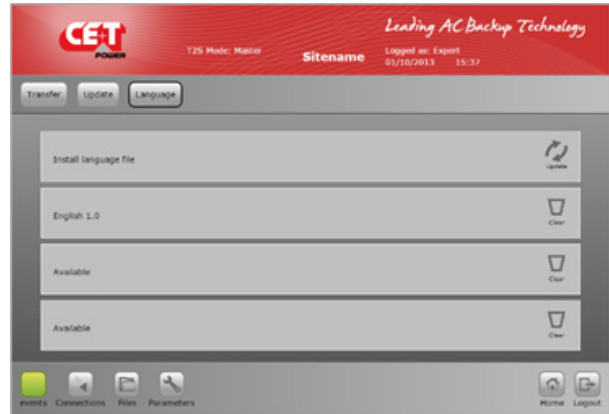 CE+T
POWER
Leading AC Backup Technology
T2S Mode: Master
Sitename
Logged as: Expert
01/10/2013 15:37
Transfer Update Language
Install language file
Update
English 1.0
Clear
Available
Clear
Available
Clear
events Connections Files Parameters Home Logout